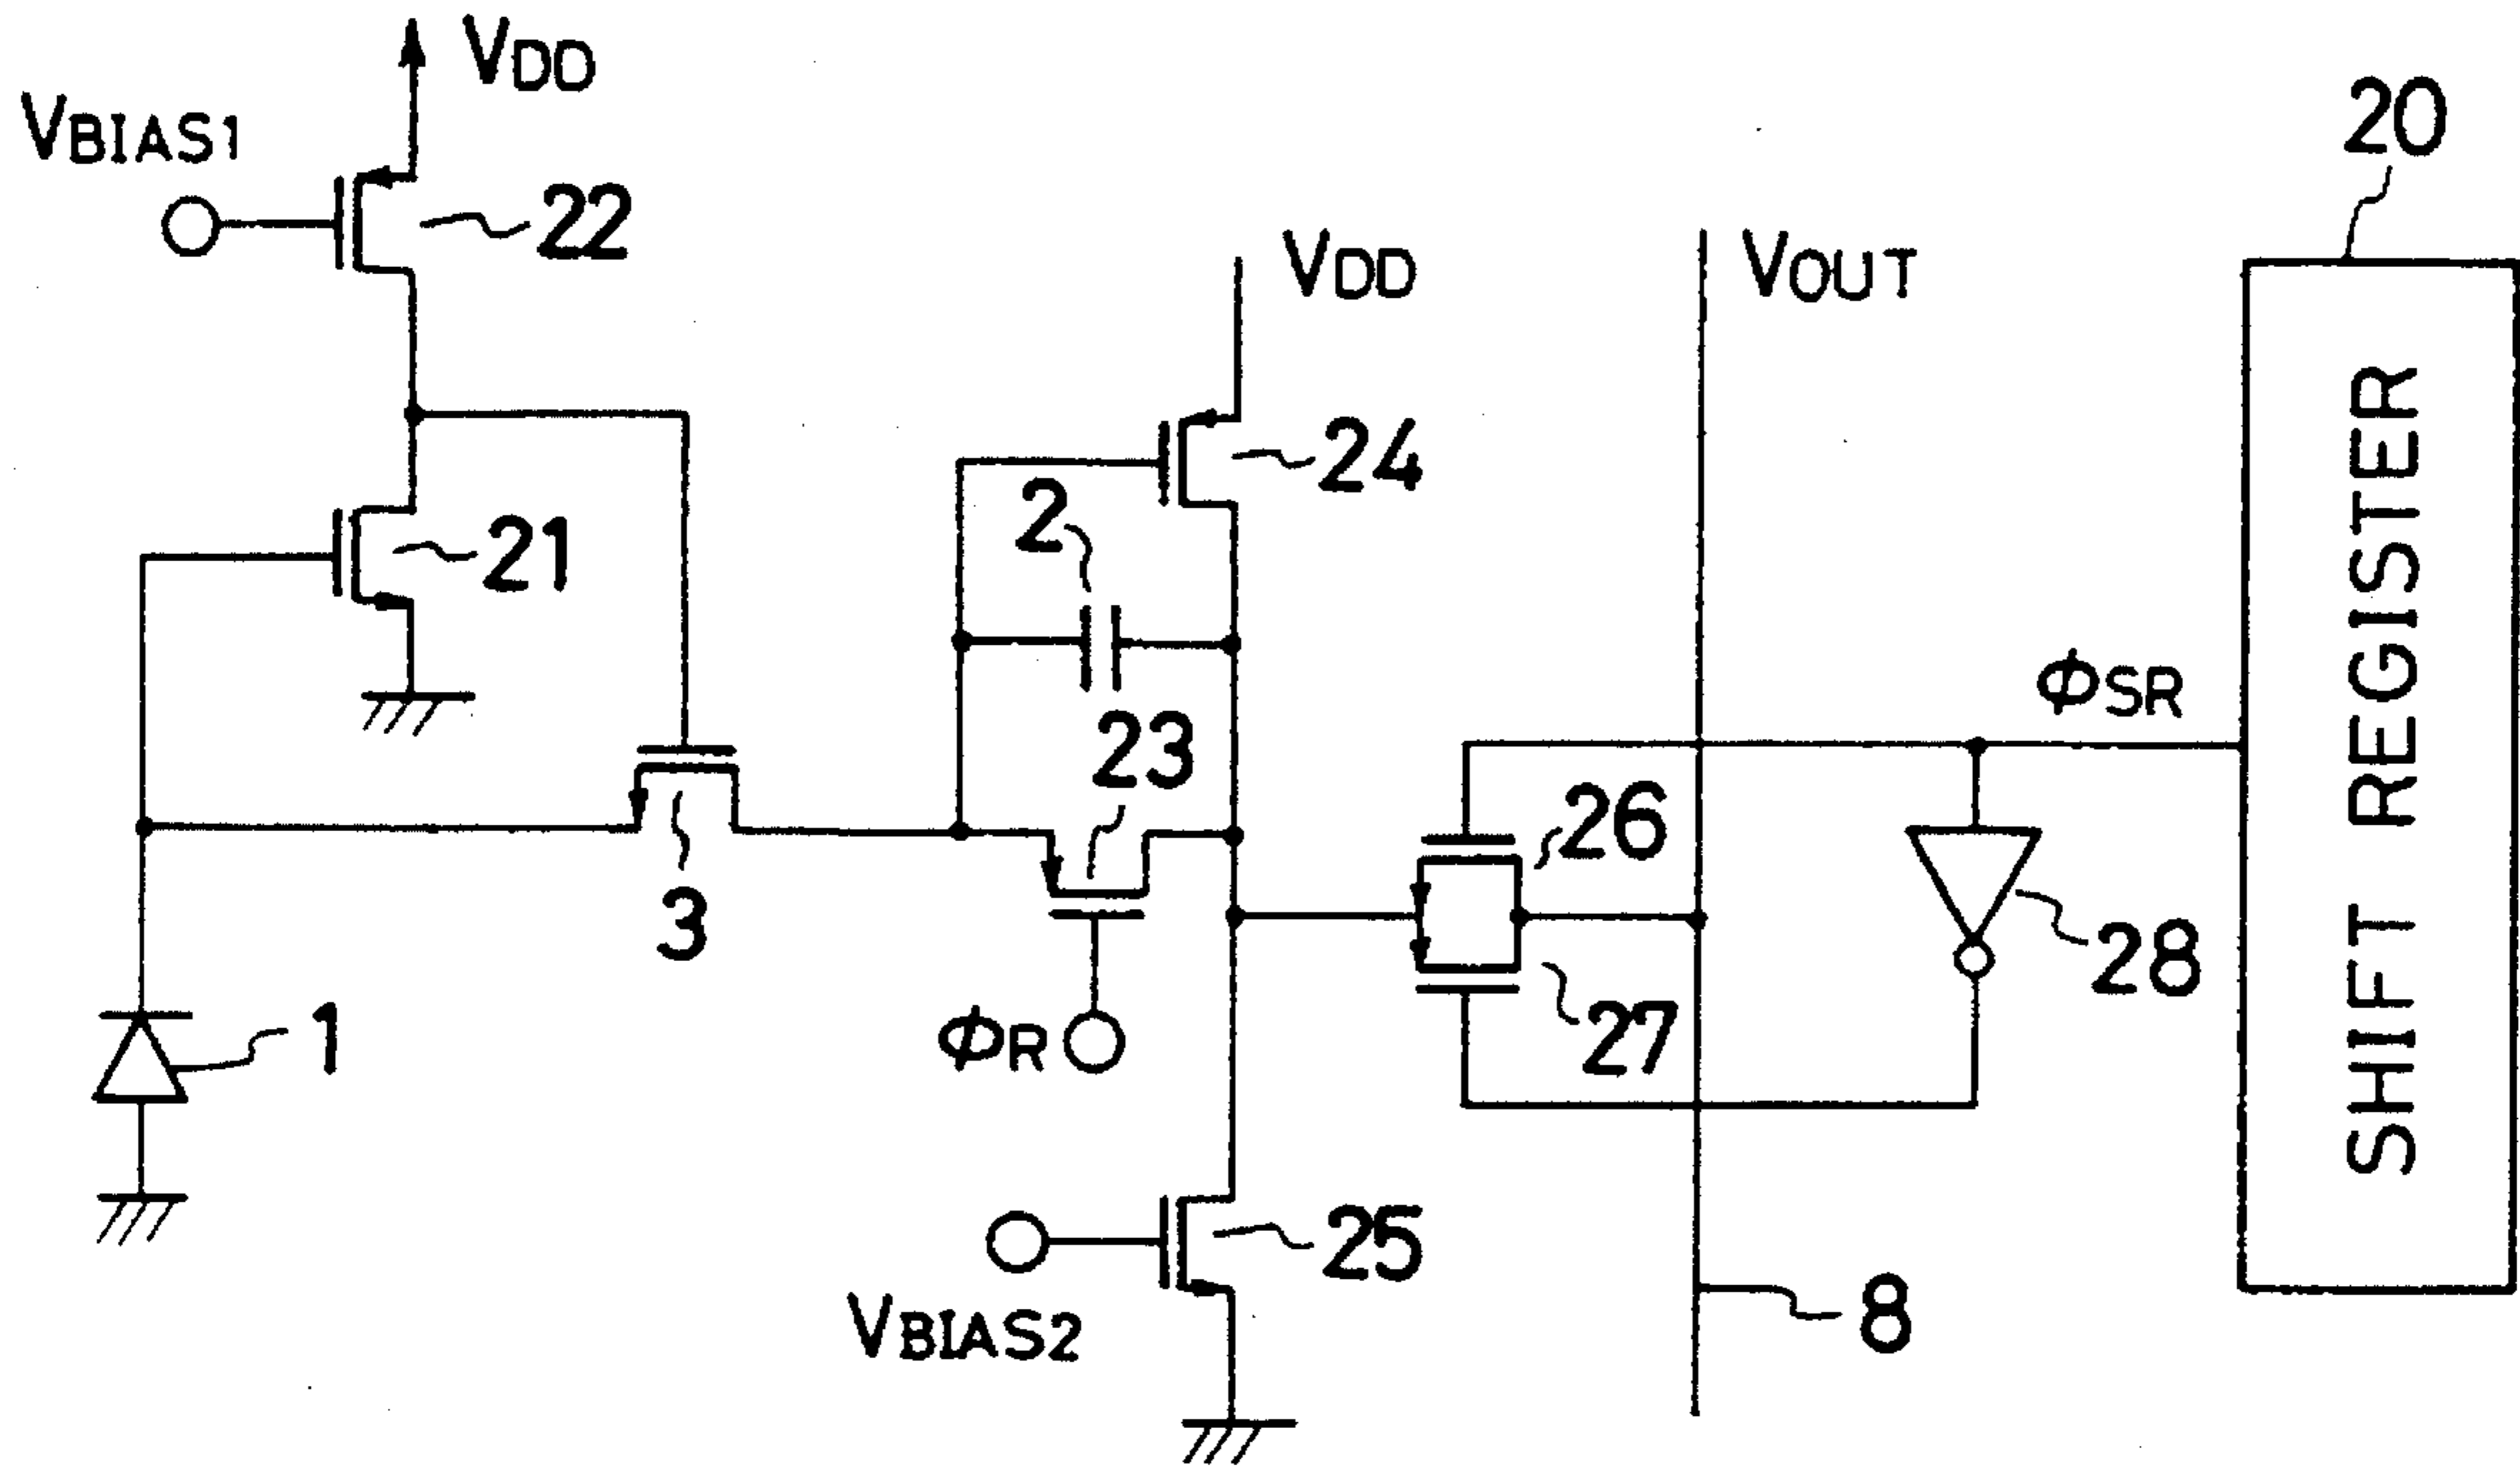 VDD
VBIAS1
20
22
VDD
VOUT
24
2
21
SHIFT REGISTER
ΦSR
23
26
3
28
1
ΦR
27
25
8
VBIAS2